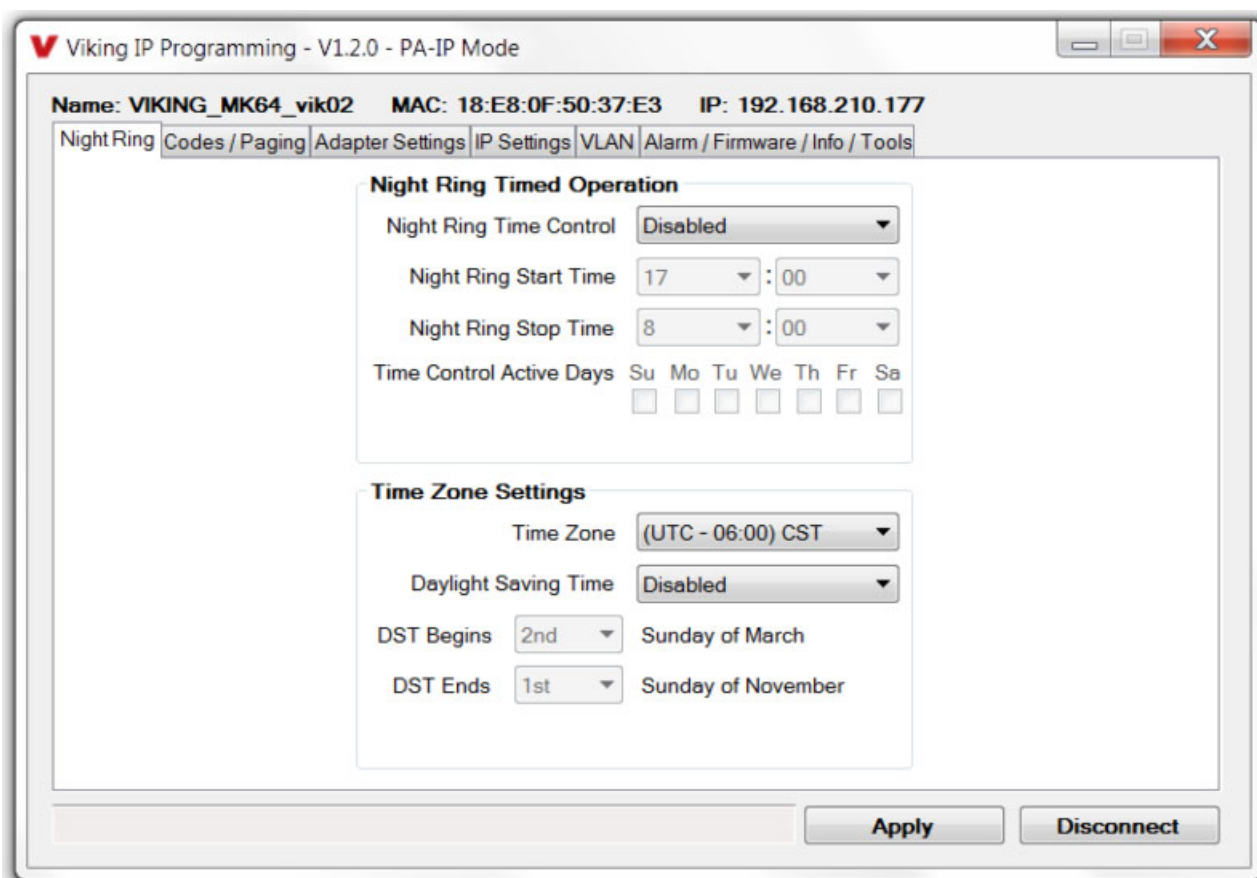 Viking IP Programming - V1.2.0 - PA-IP Mode
Name: VIKING_MK64_vik02 MAC: 18:E8:0F:50:37:E3 IP: 192.168.210.177
Night Ring Codes / Paging Adapter Settings IP Settings VLAN Alarm / Firmware / Info / Tools
Night Ring Timed Operation
Night Ring Time Control Disabled
Night Ring Start Time 17 : 00
Night Ring Stop Time 8 : 00
Time Control Active Days Su Mo Tu We Th Fr Sa
Time Zone Settings
Time Zone (UTC - 06:00) CST
Daylight Saving Time Disabled
DST Begins 2nd Sunday of March
DST Ends 1st Sunday of November
Apply Disconnect